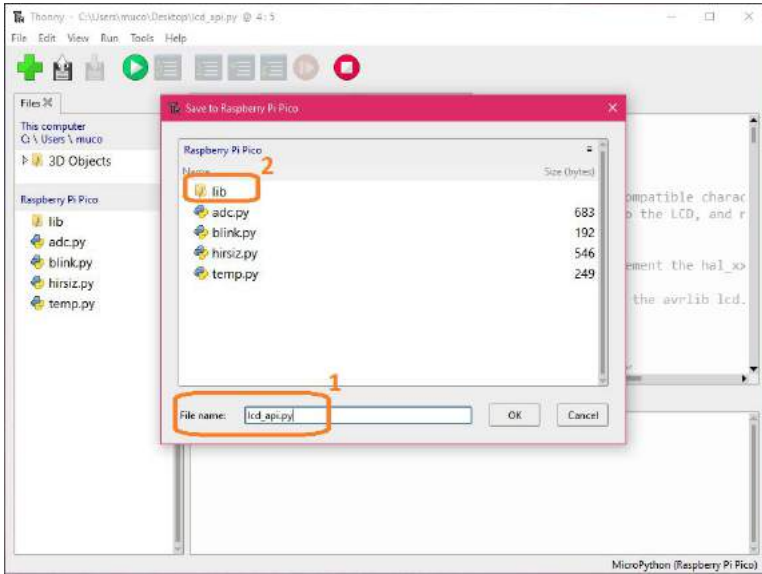 Thonny - C:\Users\muco\Desktop\lcd_api.py @ 4:5
File Edit View Run Tools Help
Files
This computer
C: \ Users \ muco
3D Objects
Raspberry Pi Pico
lib
adc.py
blink.py
hirsiz.py
temp.py
Save to Raspberry Pi Pico
Raspberry Pi Pico
2
Name
Size (bytes)
lib
adc.py 683
blink.py 192
hirsiz.py 546
temp.py 249
1
File name: lcd_api.py
OK Cancel
ompatible charac
the LCD, and r
ement the hal_x
the avrlib lcd.
MicroPython (Raspberry Pi Pico)